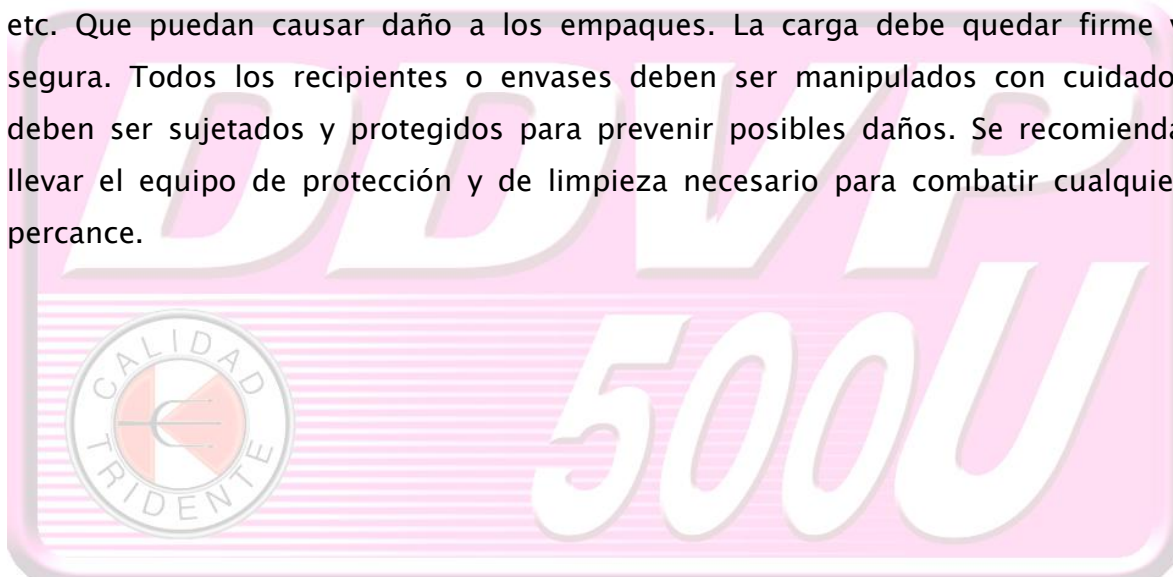 etc. Que puedan causar daño a los empaques. La carga debe quedar firme y
segura. Todos los recipientes o envases deben ser manipulados con cuidado
deben ser sujetados y protegidos para prevenir posibles daños. Se recomienda
llevar el equipo de protección y de limpieza necesario para combatir cualquie
percance.
DDVP
500U
CALIDAD
TRIDENTE